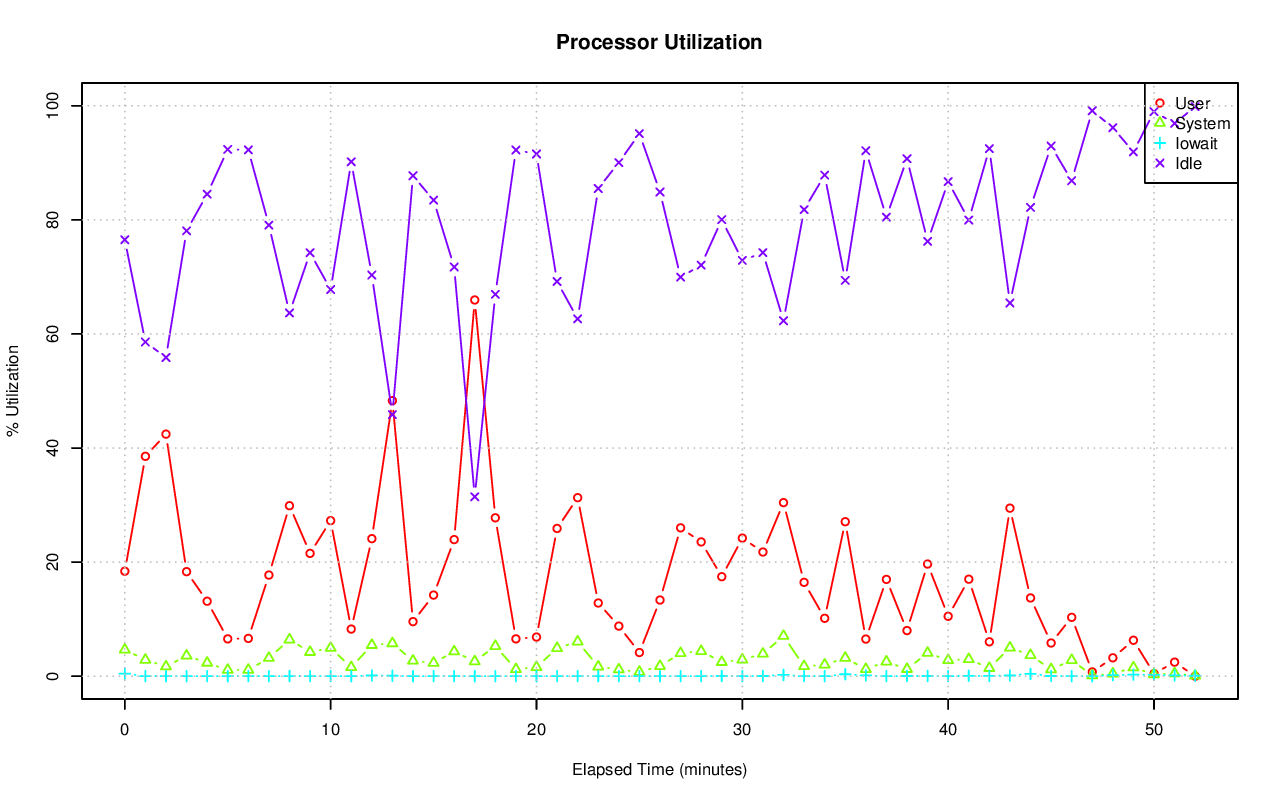 Processor Utilization
% Utilization
100
80
60
40
20
0
User
System
Iowait
Idle
0 10 20 30 40 50
Elapsed Time (minutes)